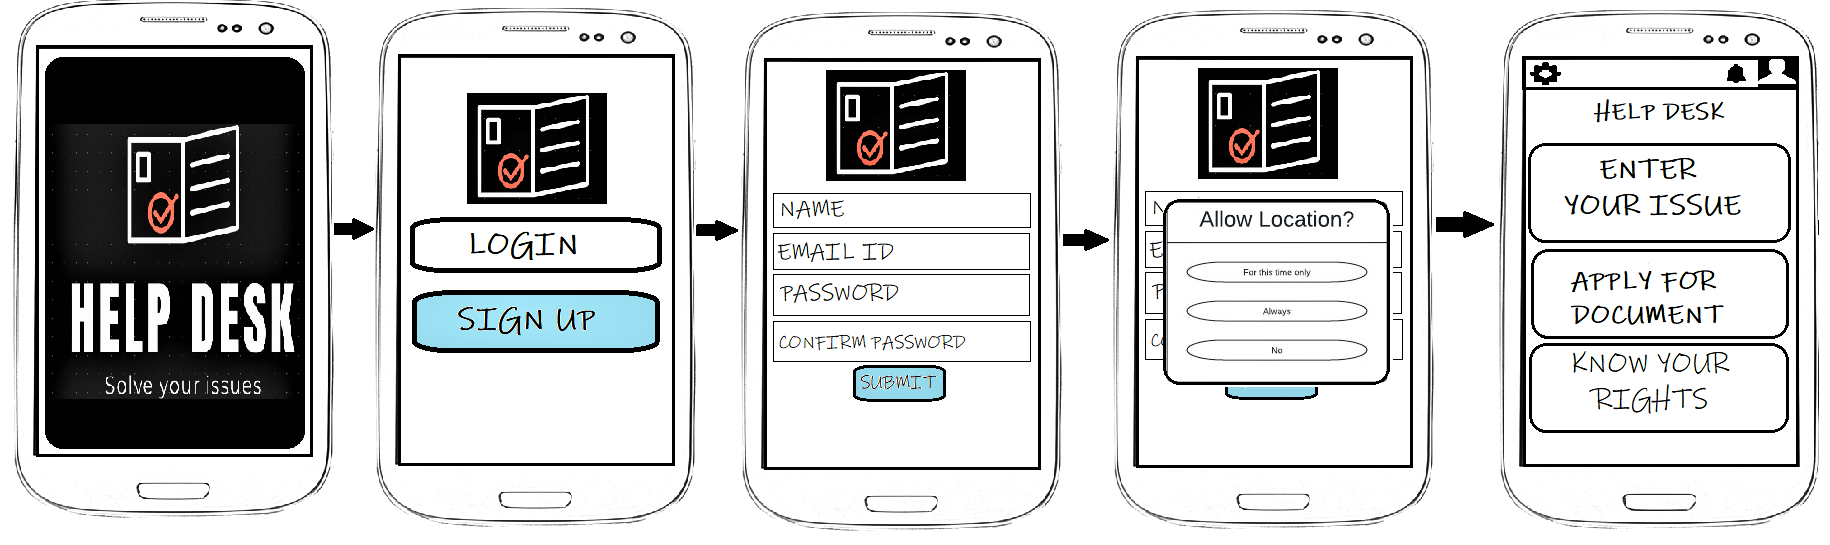 HELP DESK
Solve your issues
LOGIN
SIGN UP
NAME
EMAIL ID
PASSWORD
CONFIRM PASSWORD
SUBMIT
N
E
P
Co
Allow Location?
For this time only
Always
No
HELP DESK
ENTER
YOUR ISSUE
APPLY FOR
DOCUMENT
KNOW YOUR
RIGHTS